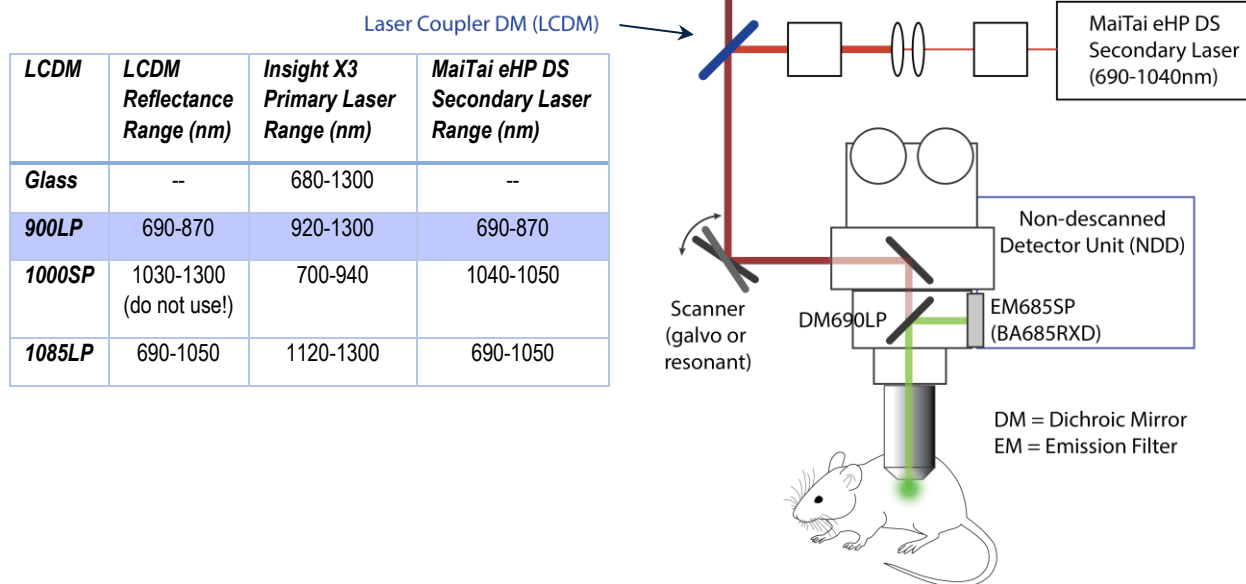 Laser Coupler DM (LCDM)
MaiTai eHP DS
Secondary Laser
(690-1040nm)
LCDM LCDM Reflectance Range (nm) Insight X3 Primary Laser Range (nm) MaiTai eHP DS Secondary Laser Range (nm)
Glass -- 680-1300 --
900LP 690-870 920-1300 690-870
1000SP 1030-1300 (do not use!) 700-940 1040-1050
1085LP 690-1050 1120-1300 690-1050
Non-descanned
Detector Unit (NDD)
Scanner
(galvo or
resonant)
DM690LP
EM685SP
(BA685RXD)
DM = Dichroic Mirror
EM = Emission Filter